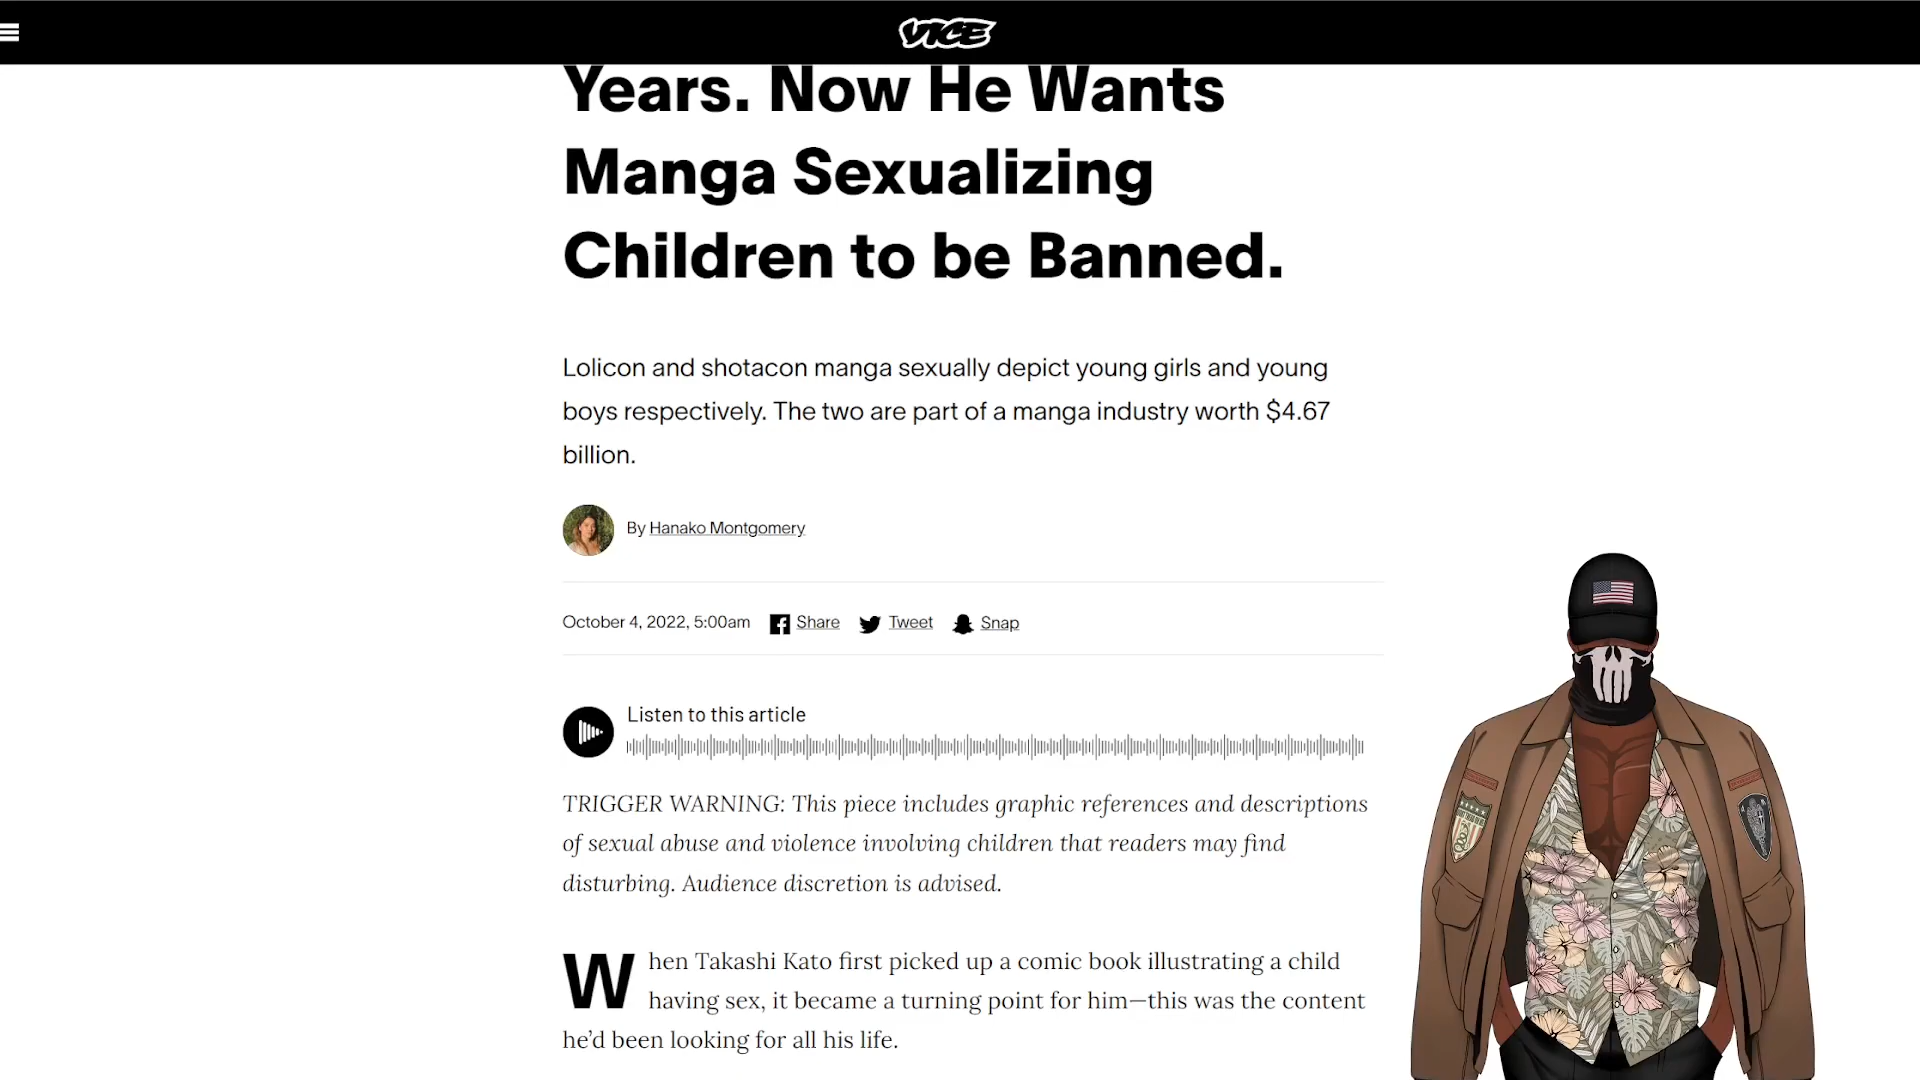 VICE
Years. Now He Wants
Manga Sexualizing
Children to be Banned.
Lolicon and shotacon manga sexually depict young girls and young
boys respectively. The two are part of a manga industry worth $4.67
billion.
By Hanako Montgomery
October 4, 2022, 5:00am Share Tweet Snap
Listen to this article
TRIGGER WARNING: This piece includes graphic references and descriptions
of sexual abuse and violence involving children that readers may find
disturbing. Audience discretion is advised.
When Takashi Kato first picked up a comic book illustrating a child
having sex, it became a turning point for him—this was the content
he’d been looking for all his life.